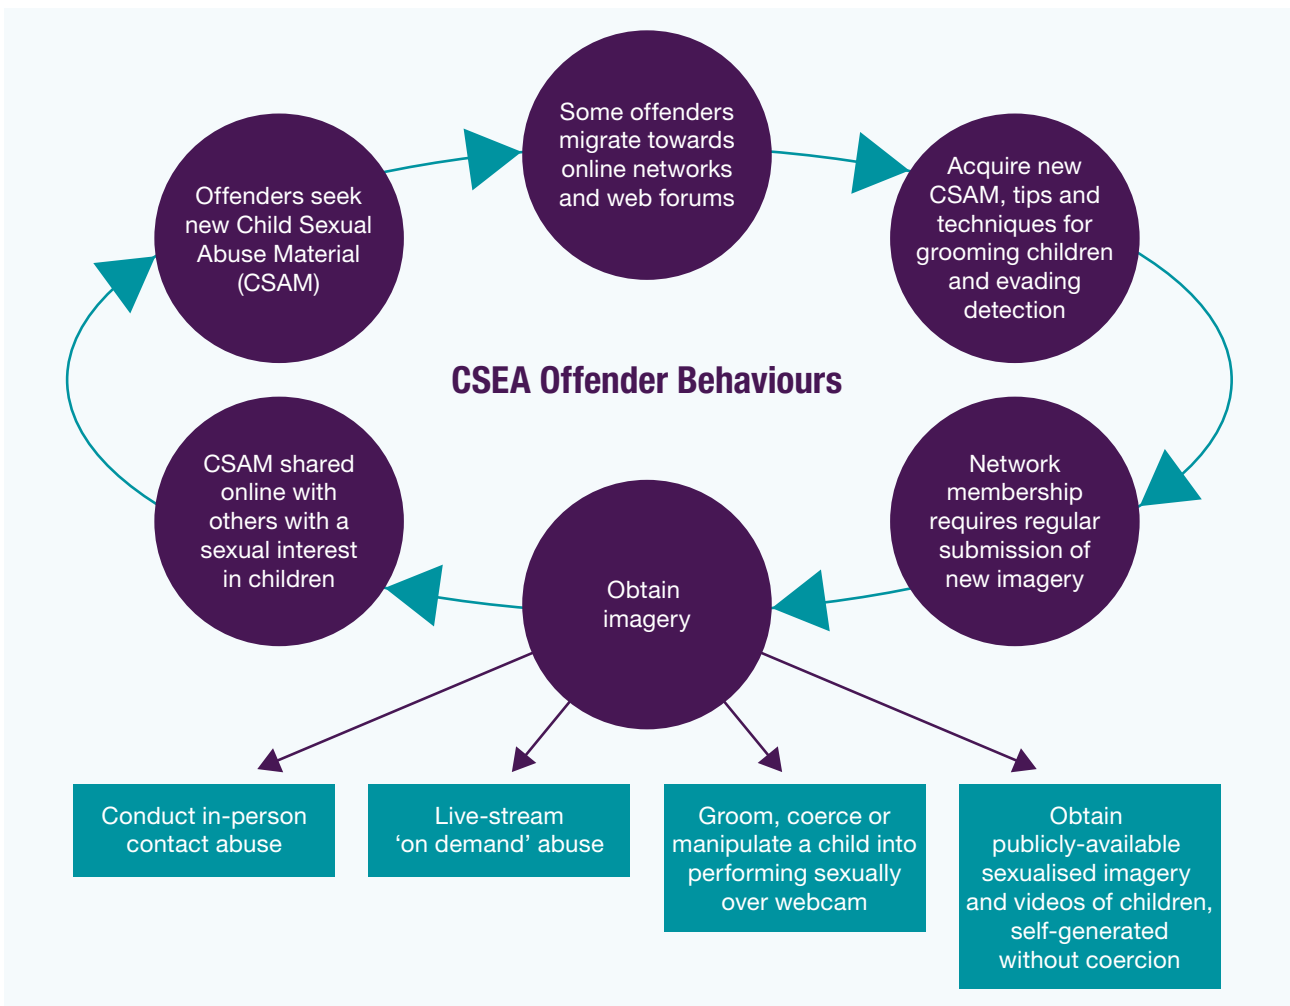 Some offenders
migrate towards
online networks
and web forums
Acquire new
CSAM, tips and
techniques for
grooming children
and evading
detection
Offenders seek
new Child Sexual
Abuse Material
(CSAM)
CSEA Offender Behaviours
CSAM shared
online with
others with a
sexual interest
in children
Network
membership
requires regular
submission of
new imagery
Obtain
imagery
Conduct in-person
contact abuse
Live-stream
‘on demand’ abuse
Groom, coerce or
manipulate a child into
performing sexually
over webcam
Obtain
publicly-available
sexualised imagery
and videos of children,
self-generated
without coercion